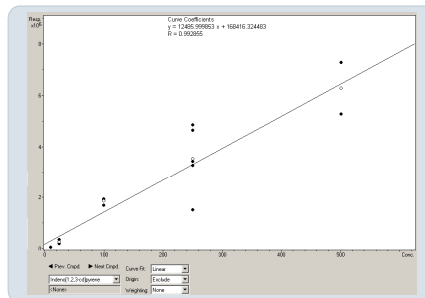 Resp.
x10^6
Curve Coefficients
y = 12485.999853 x + 168416.324483
R = 0.992855
8
6
4
2
0
0 100 200 300 400 500 Conc.
Prev. Cmpd. Next Cmpd.
Curve Fit: Linear
Indeno(1,2,3-cd)pyrene
Origin: Exclude
<None>
Weighting: None